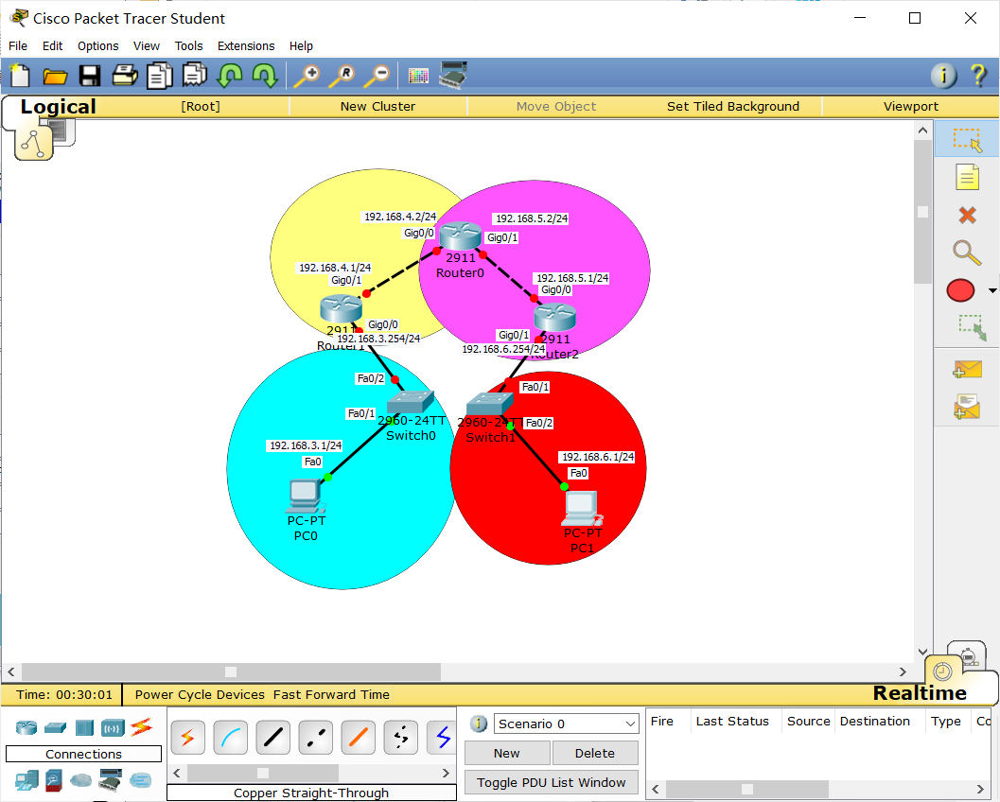 Cisco Packet Tracer Student
File Edit Options View Tools Extensions Help
Logical [Root] New Cluster Move Object Set Tiled Background Viewport
192.168.4.2/24 192.168.5.2/24
Gig0/0 Gig0/1
2911
Router0
192.168.4.1/24 192.168.5.1/24
Gig0/1 Gig0/0
Gig0/0 Gig0/1
2911 2911
192.168.3.254/24 192.168.6.254/24
Router1 Router2
Fa0/2 Fa0/1
Fa0/1 Fa0/2
2960-24TT 2960-24TT
Switch0 Switch1
192.168.3.1/24 192.168.6.1/24
Fa0 Fa0
PC-PT
PC0
PC-PT
PC1
Time: 00:30:01 Power Cycle Devices Fast Forward Time Realtime
Connections
Copper Straight-Through
Scenario 0
New Delete
Toggle PDU List Window
Fire Last Status Source Destination Type Co